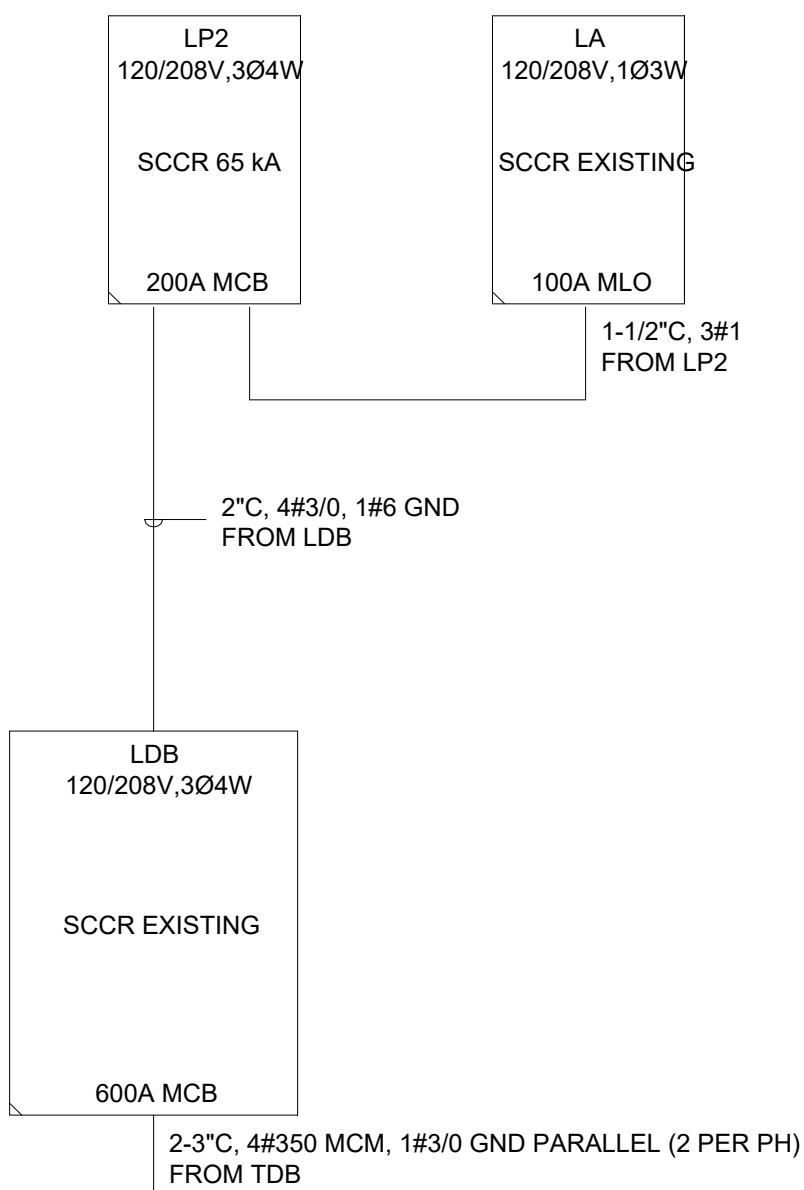 LP2
120/208V,3Ø4W
SCCR 65 kA
200A MCB
LA
120/208V,1Ø3W
SCCR EXISTING
100A MLO
1-1/2"C, 3#1
FROM LP2
2"C, 4#3/0, 1#6 GND
FROM LDB
LDB
120/208V,3Ø4W
SCCR EXISTING
600A MCB
2-3"C, 4#350 MCM, 1#3/0 GND PARALLEL (2 PER PH)
FROM TDB